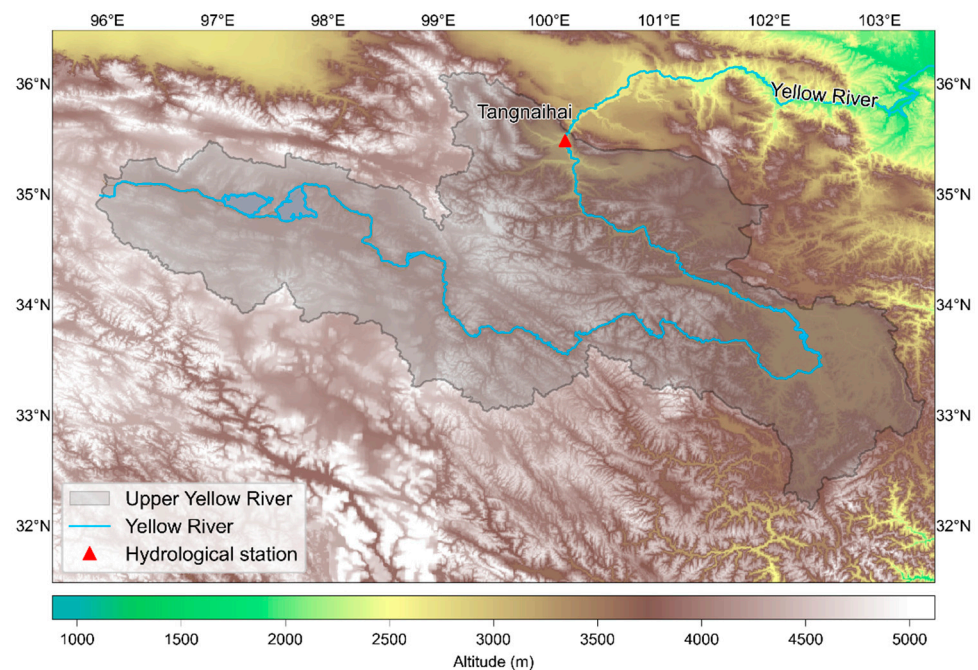 96°E 97°E 98°E 99°E 100°E 101°E 102°E 103°E
36°N 36°N
Yellow River
Tangnaihai
35°N 35°N
34°N 34°N
33°N 33°N
32°N 32°N
Upper Yellow River
Yellow River
Hydrological station
1000 1500 2000 2500 3000 3500 4000 4500 5000
Altitude (m)